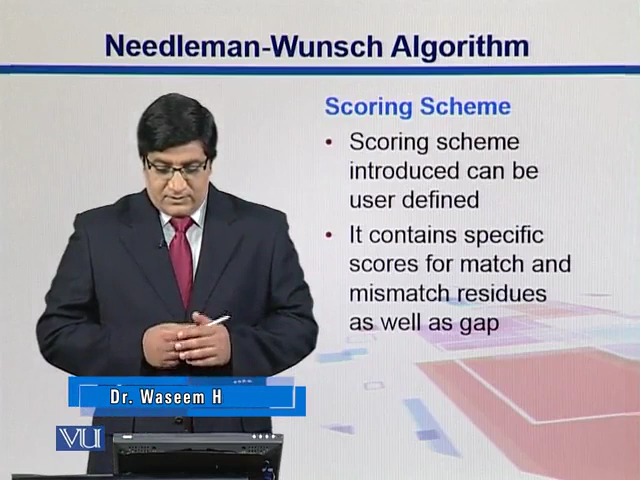 Needleman-Wunsch Algorithm
Scoring Scheme
• Scoring scheme
introduced can be
user defined
• It contains specific
scores for match and
mismatch residues
as well as gap
Dr. Waseem H
VU